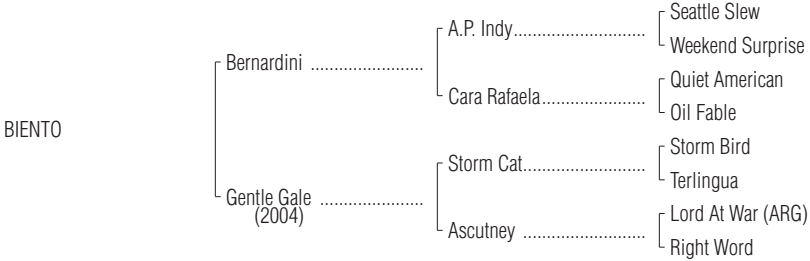 Seattle Slew
A.P. Indy..............................
Weekend Surprise
Bernardini .........................
Quiet American
Cara Rafaela.......................
Oil Fable
BIENTO
Storm Bird
Storm Cat............................
Terlingua
Gentle Gale .......................
(2004)
Lord At War (ARG)
Ascutney ...........................
Right Word